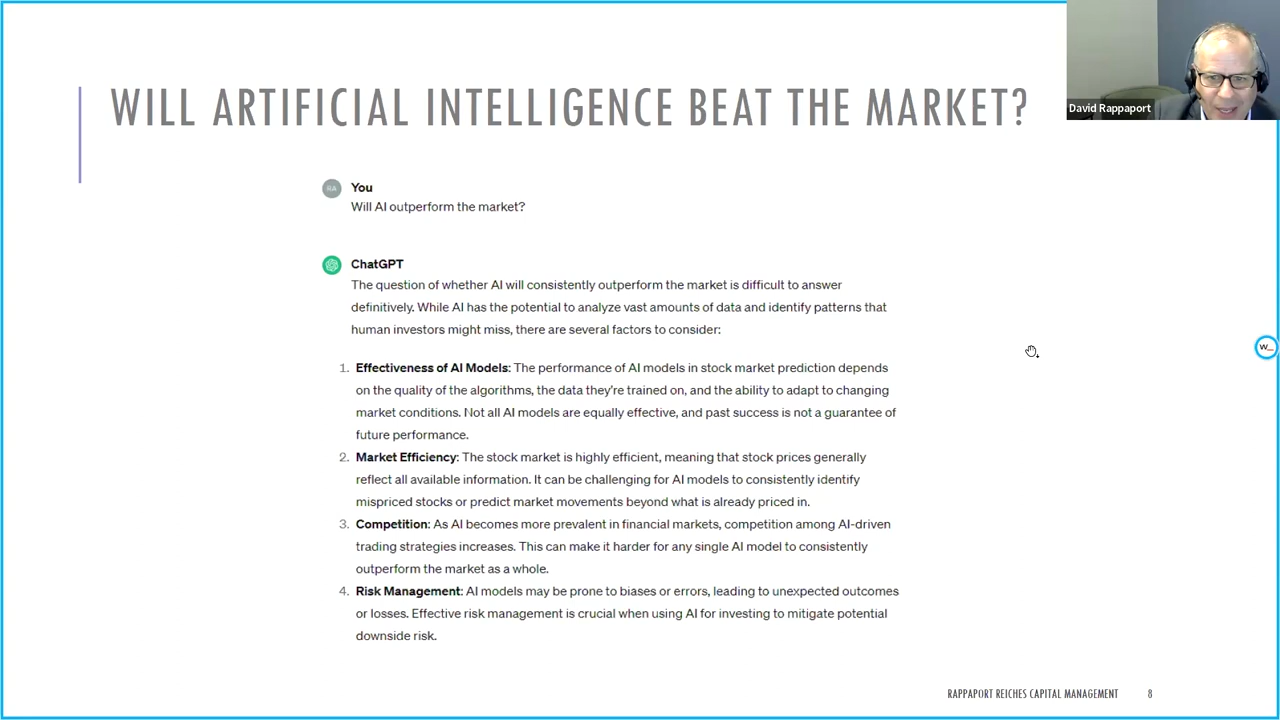 WILL ARTIFICIAL INTELLIGENCE BEAT THE MARKET?
David Rappaport
RA
You
Will AI outperform the market?
ChatGPT
The question of whether AI will consistently outperform the market is difficult to answer
definitively. While AI has the potential to analyze vast amounts of data and identify patterns that
human investors might miss, there are several factors to consider:
1. Effectiveness of AI Models: The performance of AI models in stock market prediction depends
on the quality of the algorithms, the data they're trained on, and the ability to adapt to changing
market conditions. Not all AI models are equally effective, and past success is not a guarantee of
future performance.
2. Market Efficiency: The stock market is highly efficient, meaning that stock prices generally
reflect all available information. It can be challenging for AI models to consistently identify
mispriced stocks or predict market movements beyond what is already priced in.
3. Competition: As AI becomes more prevalent in financial markets, competition among AI-driven
trading strategies increases. This can make it harder for any single AI model to consistently
outperform the market as a whole.
4. Risk Management: AI models may be prone to biases or errors, leading to unexpected outcomes
or losses. Effective risk management is crucial when using AI for investing to mitigate potential
downside risk.
W...
RAPPAPORT REICHES CAPITAL MANAGEMENT 8